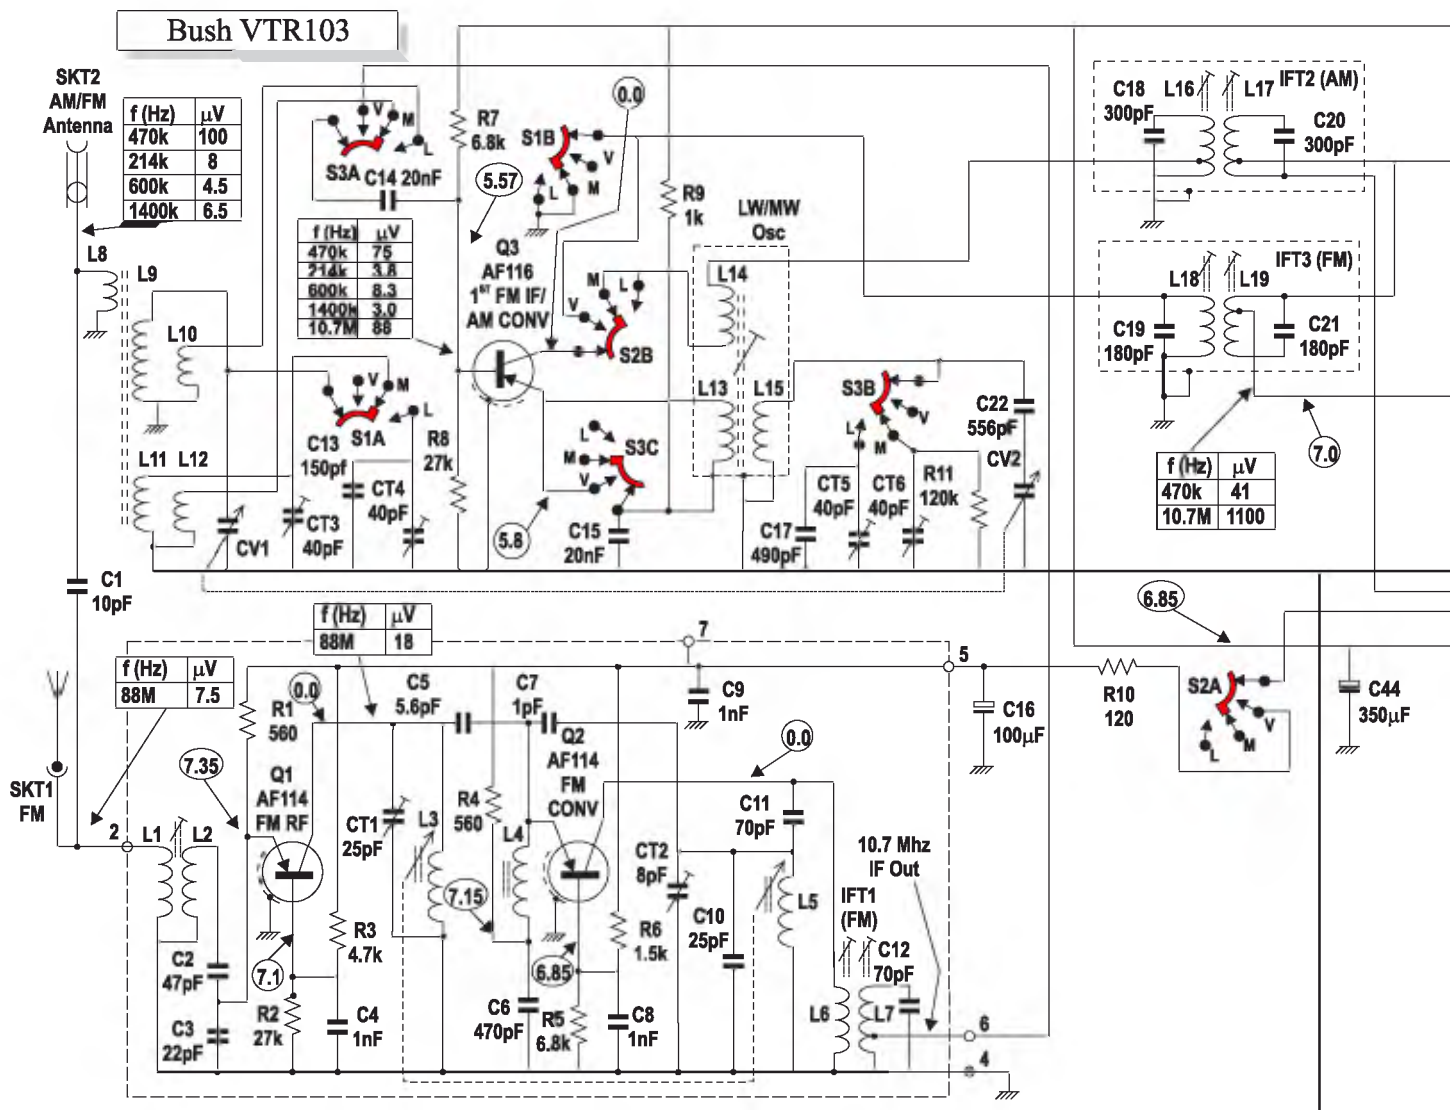 Bush VTR103
SKT2
AM/FM
Antenna
f (Hz) µV
470k 100
214k 8
600k 4.5
1400k 6.5
V
M
L
S3A
C14 20nF
R7
6.8k
5.57
0.0
S1B
V
M
L
R9
1k
LW/MW
Osc
C18
300pF
L16
L17
IFT2 (AM)
C20
300pF
f (Hz) µV
470k 75
214k 3.8
600k 8.3
1400k 3.0
10.7M 88
Q3
AF116
1ST FM IF/
AM CONV
M
L
V
S2B
L14
L18
L19
IFT3 (FM)
C19
180pF
C21
180pF
L8
L9
L10
V
M
L
S1A
L13
L15
S3B
V
L
M
C22
556pF
CV2
7.0
f (Hz) µV
470k 41
10.7M 1100
L11
L12
C13
150pf
CT4
40pF
R8
27k
L
M
V
S3C
5.8
C15
20nF
CT5
40pF
CT6
40pF
R11
120k
C17
490pF
CV1
CT3
40pF
C1
10pF
f (Hz) µV
88M 18
7
5
6.85
f (Hz) µV
88M 7.5
R1
560
0.0
C5
5.6pF
C7
1pF
C9
1nF
C16
100µF
R10
120
S2A
V
M
L
C44
350µF
SKT1
FM
7.35
Q1
AF114
FM RF
CT1
25pF
L3
R4
560
Q2
AF114
FM
CONV
L4
0.0
C11
70pF
CT2
8pF
10.7 Mhz
IF Out
2
L1
L2
7.15
L5
IFT1
(FM)
R3
4.7k
R6
1.5k
C10
25pF
C12
70pF
C2
47pF
7.1
6.85
C3
22pF
R2
27k
C4
1nF
C6
470pF
R5
6.8k
C8
1nF
L6
L7
6
4